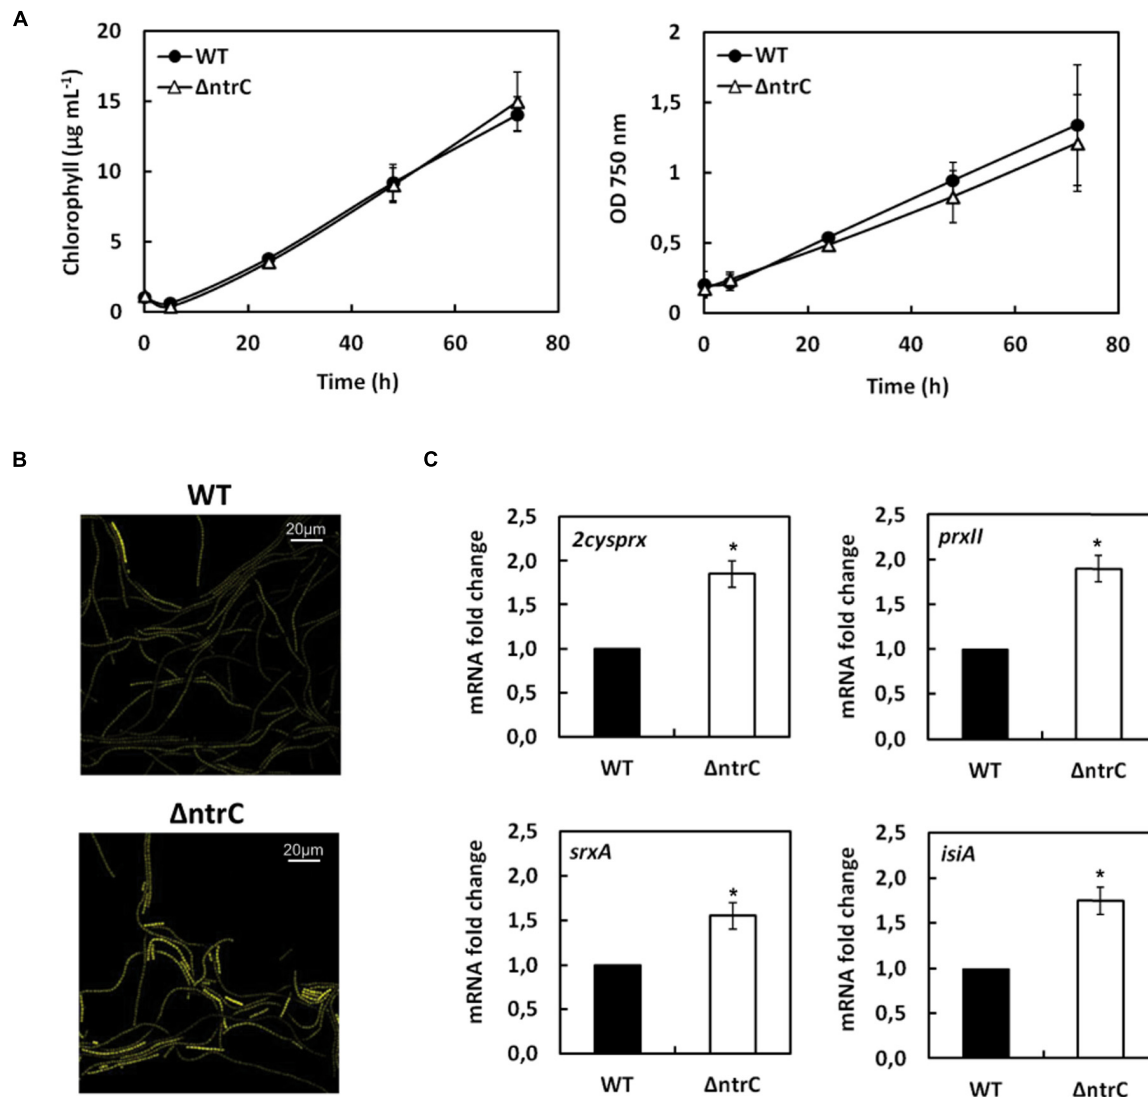 A
Chlorophyll (µg mL-1)
20
15
10
5
0
WT
ΔntrC
0 20 40 60 80
Time (h)
OD 750 nm
2
1,5
1
0,5
0
WT
ΔntrC
0 20 40 60 80
Time (h)
B
WT
20µm
ΔntrC
20µm
C
mRNA fold change
2,5
2,0
1,5
1,0
0,5
0,0
2cysprx
*
WT ΔntrC
mRNA fold change
2,5
2,0
1,5
1,0
0,5
0,0
prxII
*
WT ΔntrC
mRNA fold change
2,5
2,0
1,5
1,0
0,5
0,0
srxA
*
WT ΔntrC
mRNA fold change
2,5
2,0
1,5
1,0
0,5
0,0
isiA
*
WT ΔntrC